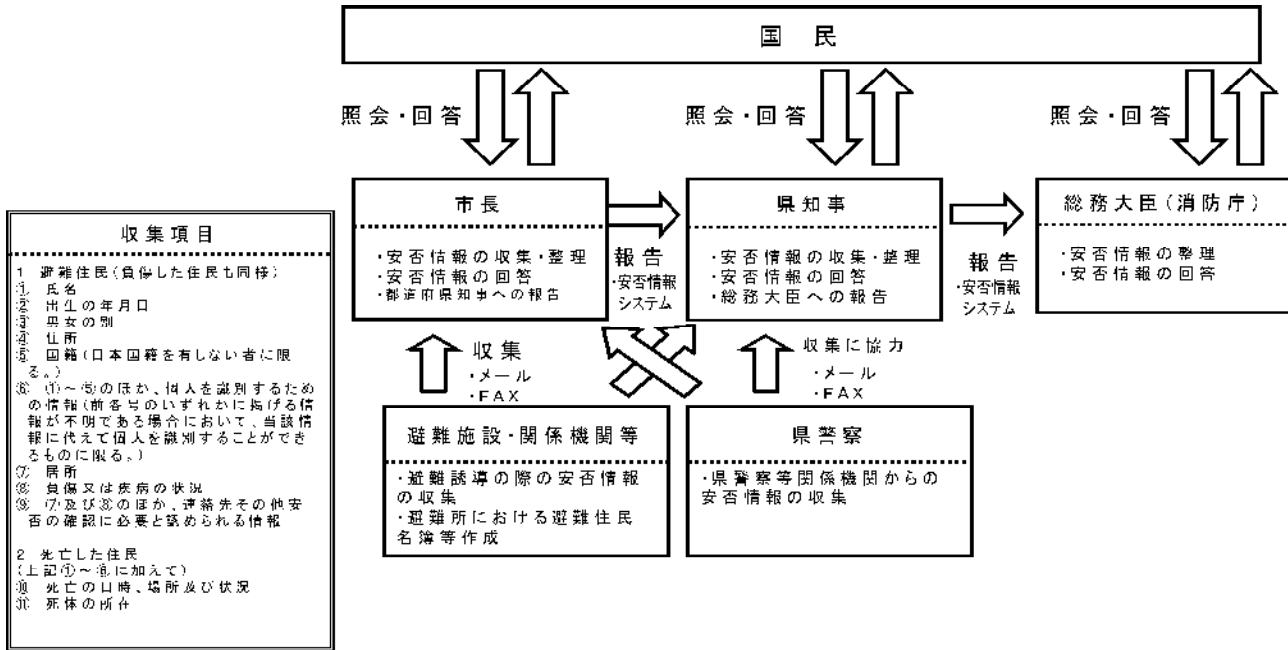 国 民
照会・回答
照会・回答
照会・回答
市長
・安否情報の収集・整理
・安否情報の回答
・都道府県知事への報告
報告
・安否情報
システム
県知事
・安否情報の収集・整理
・安否情報の回答
・総務大臣への報告
報告
・安否情報
システム
総務大臣(消防庁)
・安否情報の整理
・安否情報の回答
収集
・メール
・FAX
収集に協力
・メール
・FAX
避難施設・関係機関等
・避難誘導の際の安否情報
の収集
・避難所における避難住民
名簿等作成
県警察
・県警察等関係機関からの
安否情報の収集
収集項目
1 避難住民(負傷した住民も同様)
① 氏名
② 出生の年月日
③ 男女の別
④ 住所
⑤ 国籍(日本国籍を有しない者に限
る。)
⑥ ①~⑤のほか、個人を識別するため
の情報(前各号のいずれかに掲げる情
報が不明である場合において、当該情
報に代えて個人を識別することができ
るものに限る。)
⑦ 居所
⑧ 負傷又は疾病の状況
⑨ ⑦及び⑧のほか、連絡先その他安
否の確認に必要と認められる情報
2 死亡した住民
(上記①~⑥に加えて)
⑩ 死亡の日時、場所及び状況
⑪ 死体の所在